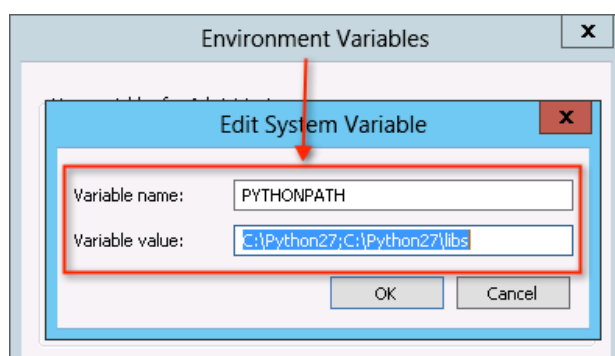 Environment Variables
x
Edit System Variable
x
Variable name:
PYTHONPATH
Variable value:
C:\Python27;C:\Python27\libs
OK
Cancel